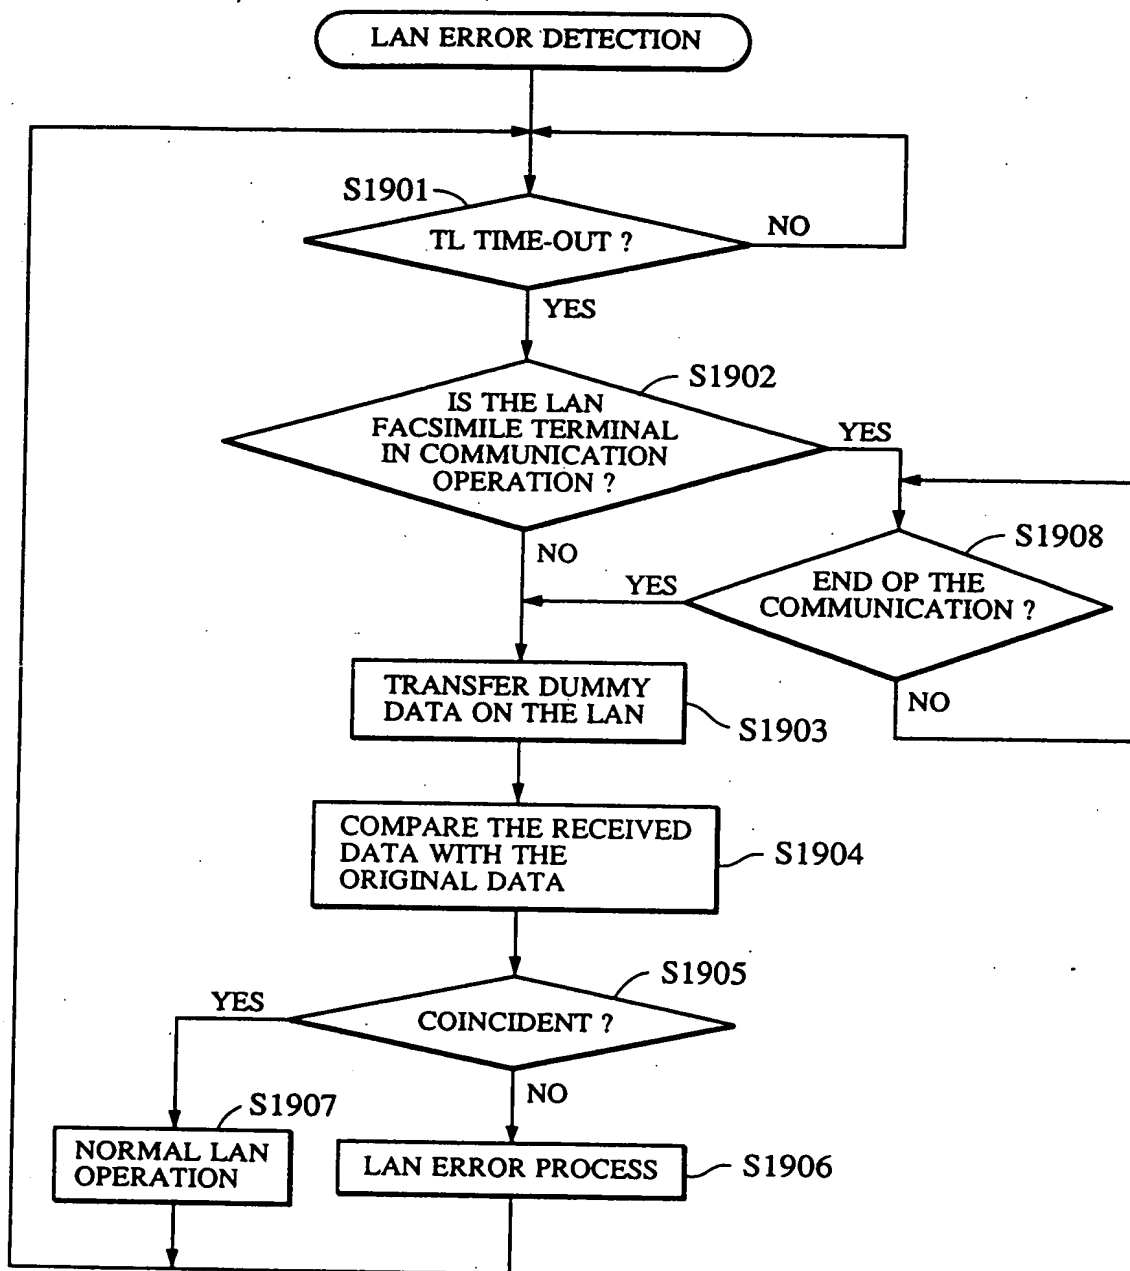 LAN ERROR DETECTION
S1901
TL TIME-OUT ?
NO
YES
S1902
IS THE LAN
FACSIMILE TERMINAL
IN COMMUNICATION
OPERATION ?
YES
NO
S1908
YES
END OP THE
COMMUNICATION ?
NO
TRANSFER DUMMY
DATA ON THE LAN
S1903
COMPARE THE RECEIVED
DATA WITH THE
ORIGINAL DATA
S1904
S1905
YES
COINCIDENT ?
NO
S1907
NORMAL LAN
OPERATION
LAN ERROR PROCESS
S1906